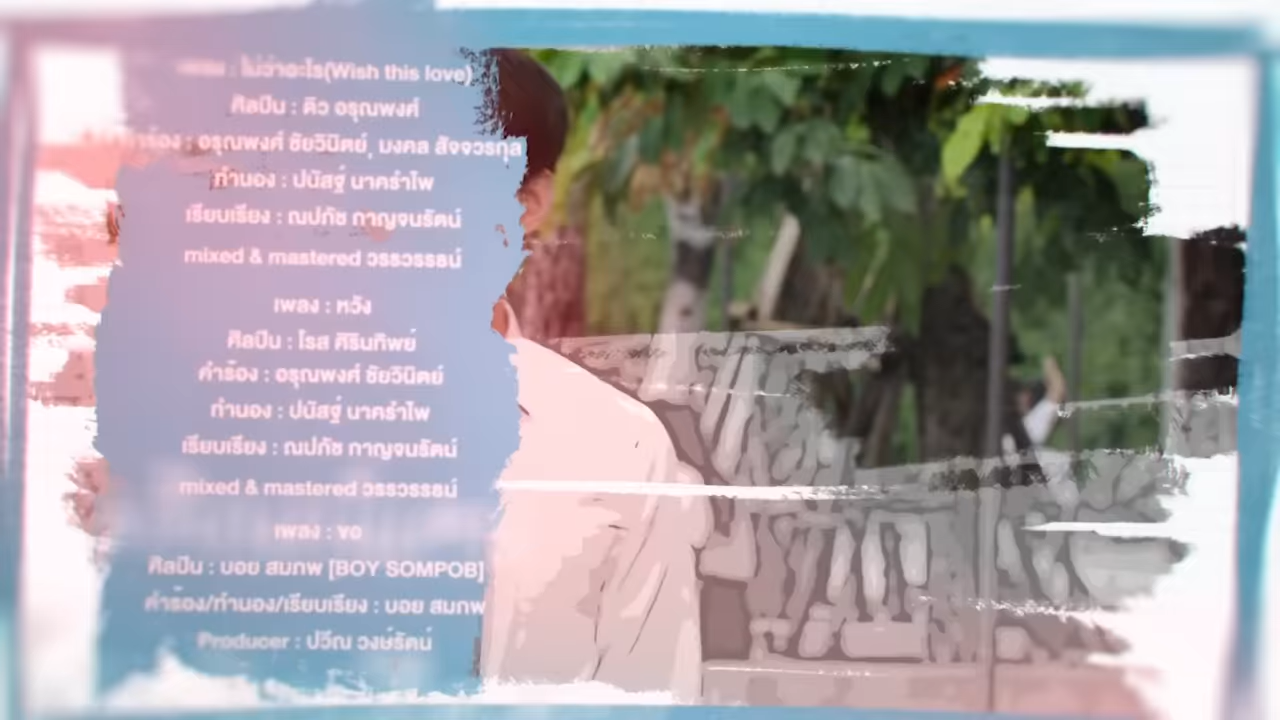 : ไม่ว่าอะไร(Wish this love)
ศิลปิน : ดิว อรุณพงศ์
คำร้อง : อรุณพงศ์ ชัยวินิตย์, มงคล สัจจวรกุล
ทำนอง : ปนัสฐ์ นาครำไพ
เรียบเรียง : ณปภัช กาญจนรัตน์
mixed & mastered วรรวรรธน์
เพลง : หวัง
ศิลปิน : โรส ศิรินทิพย์
คำร้อง : อรุณพงศ์ ชัยวินิตย์
ทำนอง : ปนัสฐ์ นาครำไพ
เรียบเรียง : ณปภัช กาญจนรัตน์
mixed & mastered วรรวรรธน์
เพลง : ขอ
ศิลปิน : บอย สมภพ [BOY SOMPOB]
คำร้อง/ทำนอง/เรียบเรียง : บอย สมภพ
Producer : ปวีณ วงษ์รัตน์